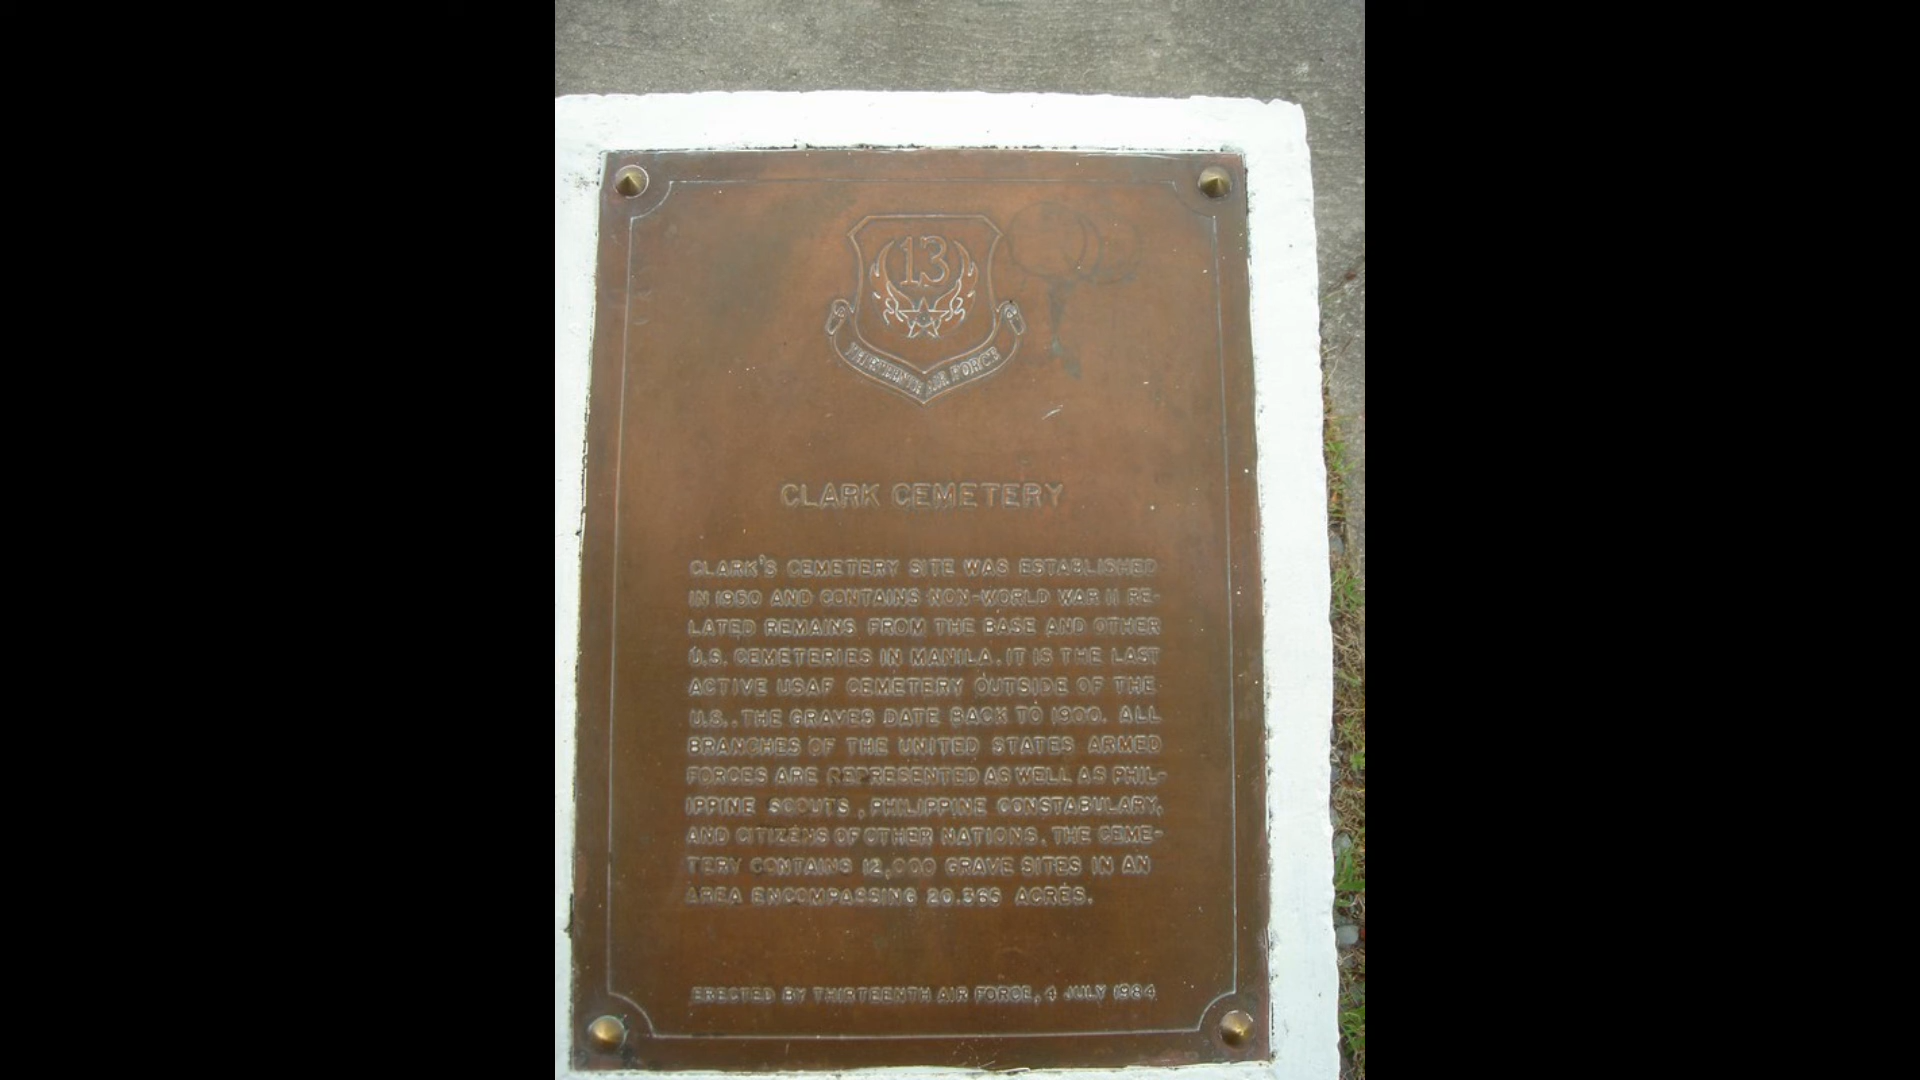 13
THIRTEENTH AIR FORCE
CLARK CEMETERY
CLARK'S CEMETERY SITE WAS ESTABLISHED
IN 1950 AND CONTAINS NON-WORLD WAR II RE-
LATED REMAINS FROM THE BASE AND OTHER
U.S. CEMETERIES IN MANILA. IT IS THE LAST
ACTIVE USAF CEMETERY OUTSIDE OF THE
U.S.. THE GRAVES DATE BACK TO 1900. ALL
BRANCHES OF THE UNITED STATES ARMED
FORCES ARE REPRESENTED AS WELL AS PHIL-
IPPINE SCOUTS, PHILIPPINE CONSTABULARY,
AND CITIZENS OF OTHER NATIONS. THE CEME-
TERY CONTAINS 12,000 GRAVE SITES IN AN
AREA ENCOMPASSING 20.365 ACRES.
ERECTED BY THIRTEENTH AIR FORCE, 4 JULY 1984